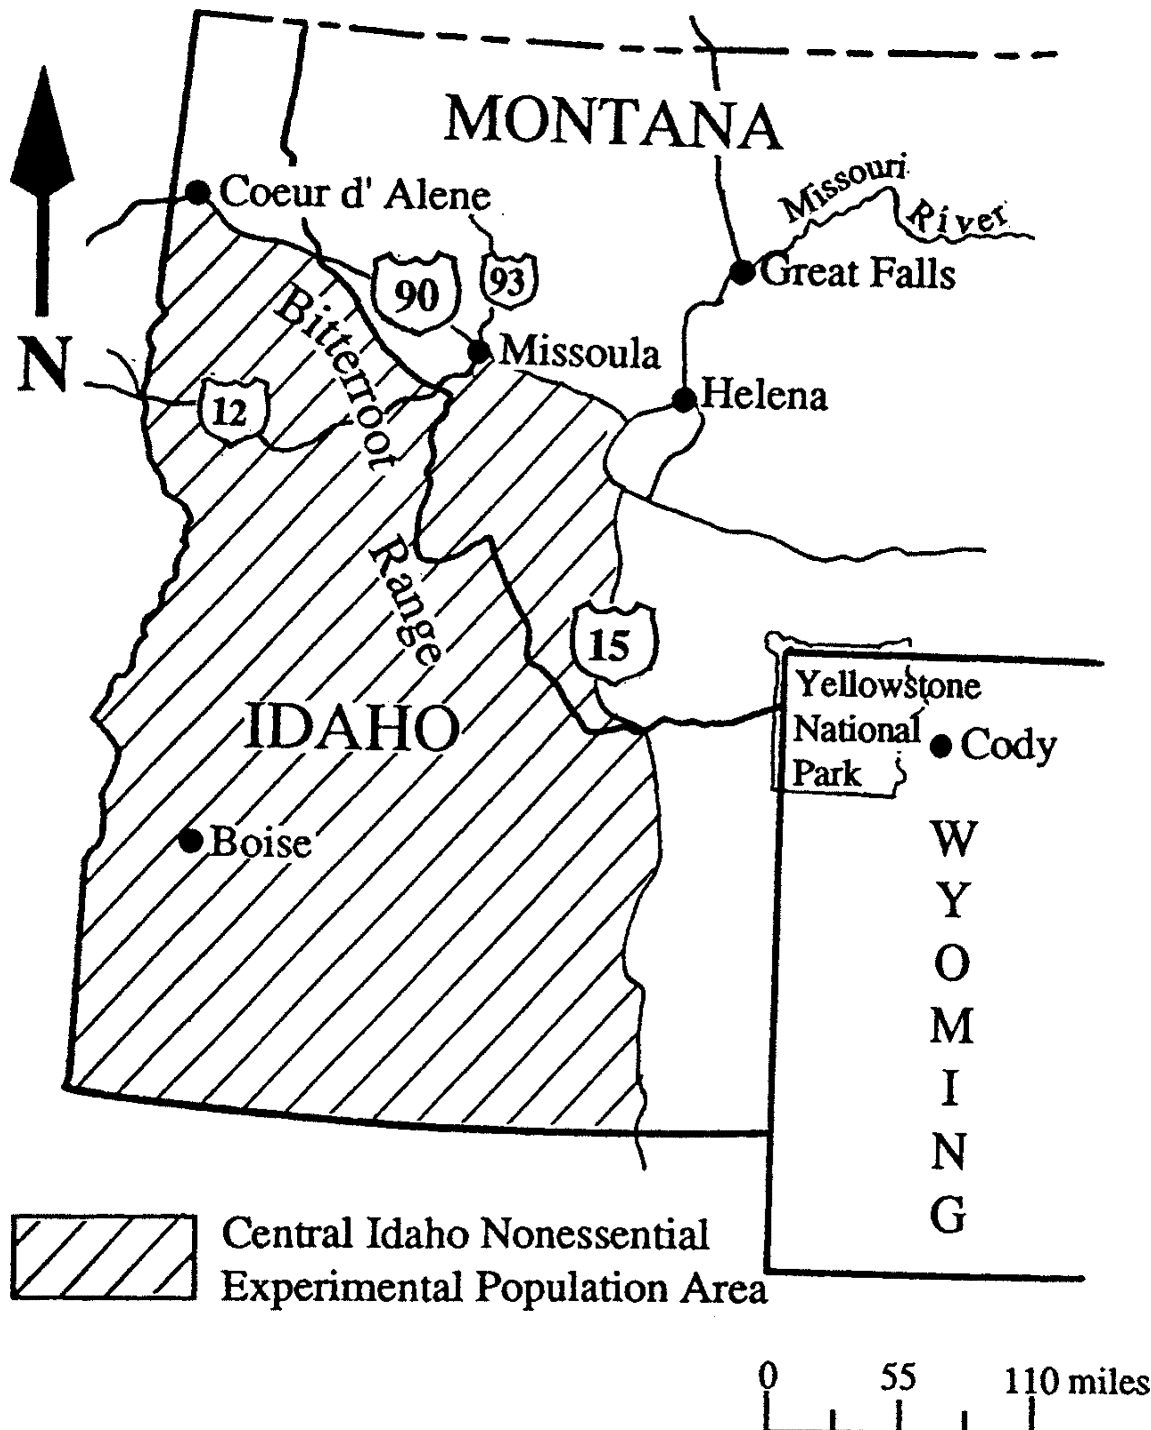 MONTANA
Missouri
River
Coeur d' Alene
Great Falls
90
93
Bitterroot
Missoula
N
12
Helena
Range
15
Yellowstone
National
Park
Cody
IDAHO
Boise
WYOMING
Central Idaho Nonessential
Experimental Population Area
0 55 110 miles